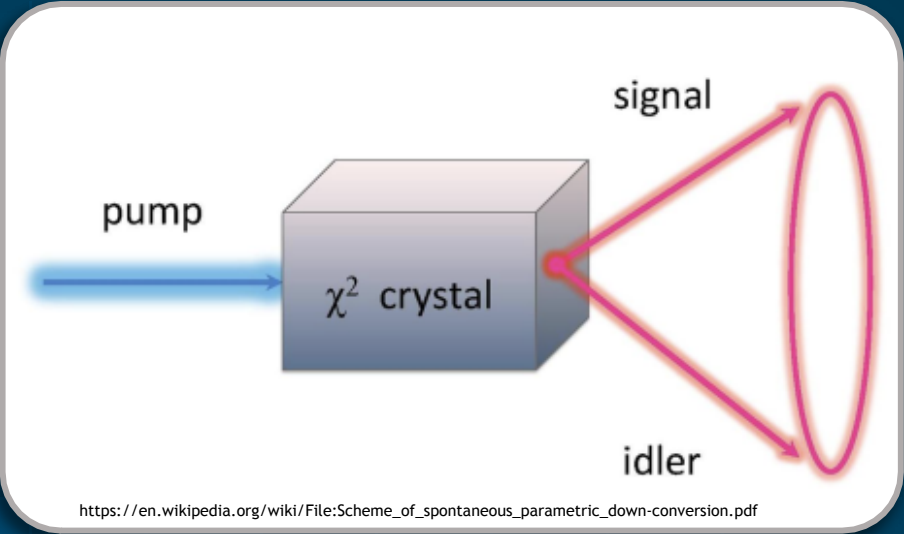 signal
pump
χ² crystal
idler
https://en.wikipedia.org/wiki/File:Scheme_of_spontaneous_parametric_down-conversion.pdf